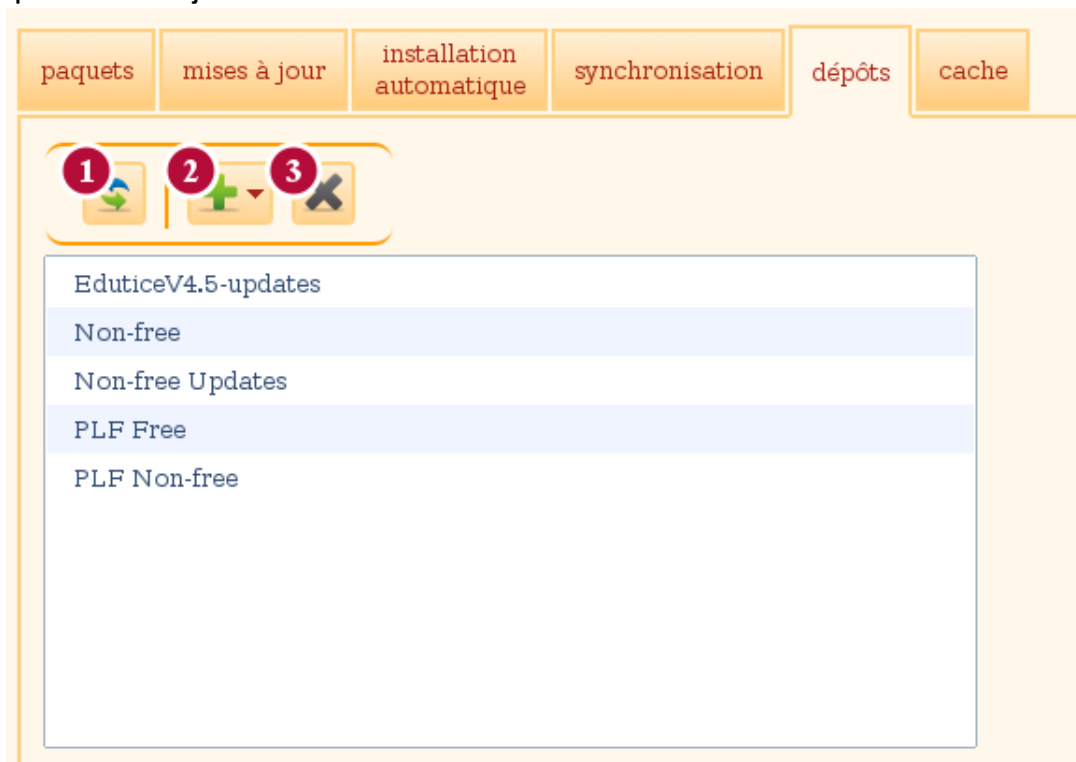 paquets
mises à jour
installation
automatique
synchronisation
dépôts
cache
1
2
3
EduticeV4.5-updates
Non-free
Non-free Updates
PLF Free
PLF Non-free